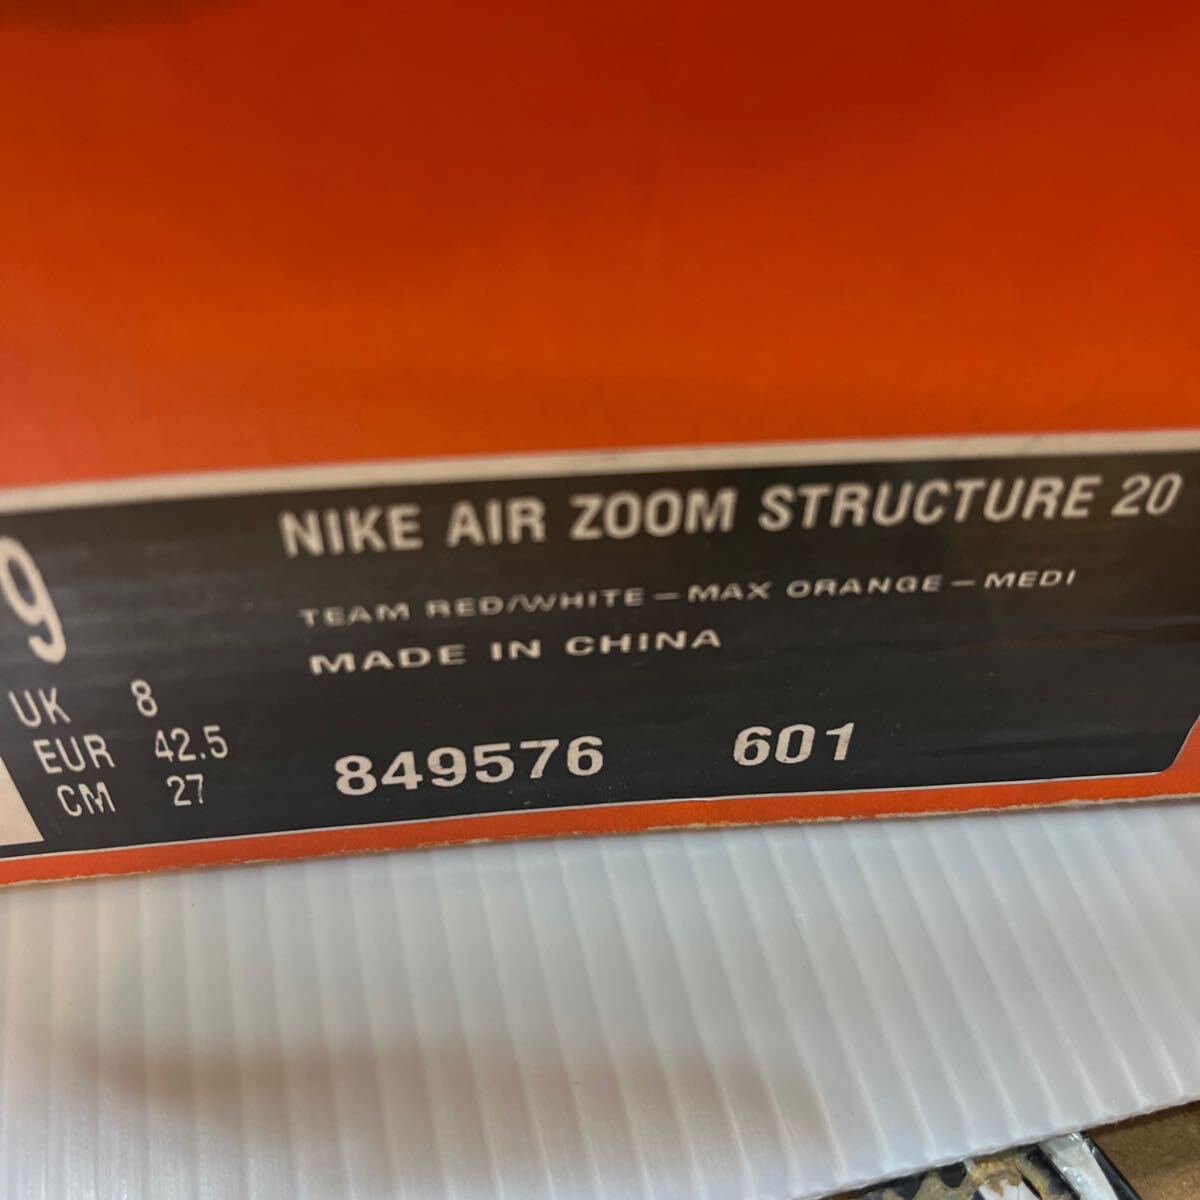 NIKE AIR ZOOM STRUCTURE 20
TEAM RED/WHITE-MAX ORANGE-MEDI
MADE IN CHINA
9
UK 8
EUR 42.5
CM 27
849576 601